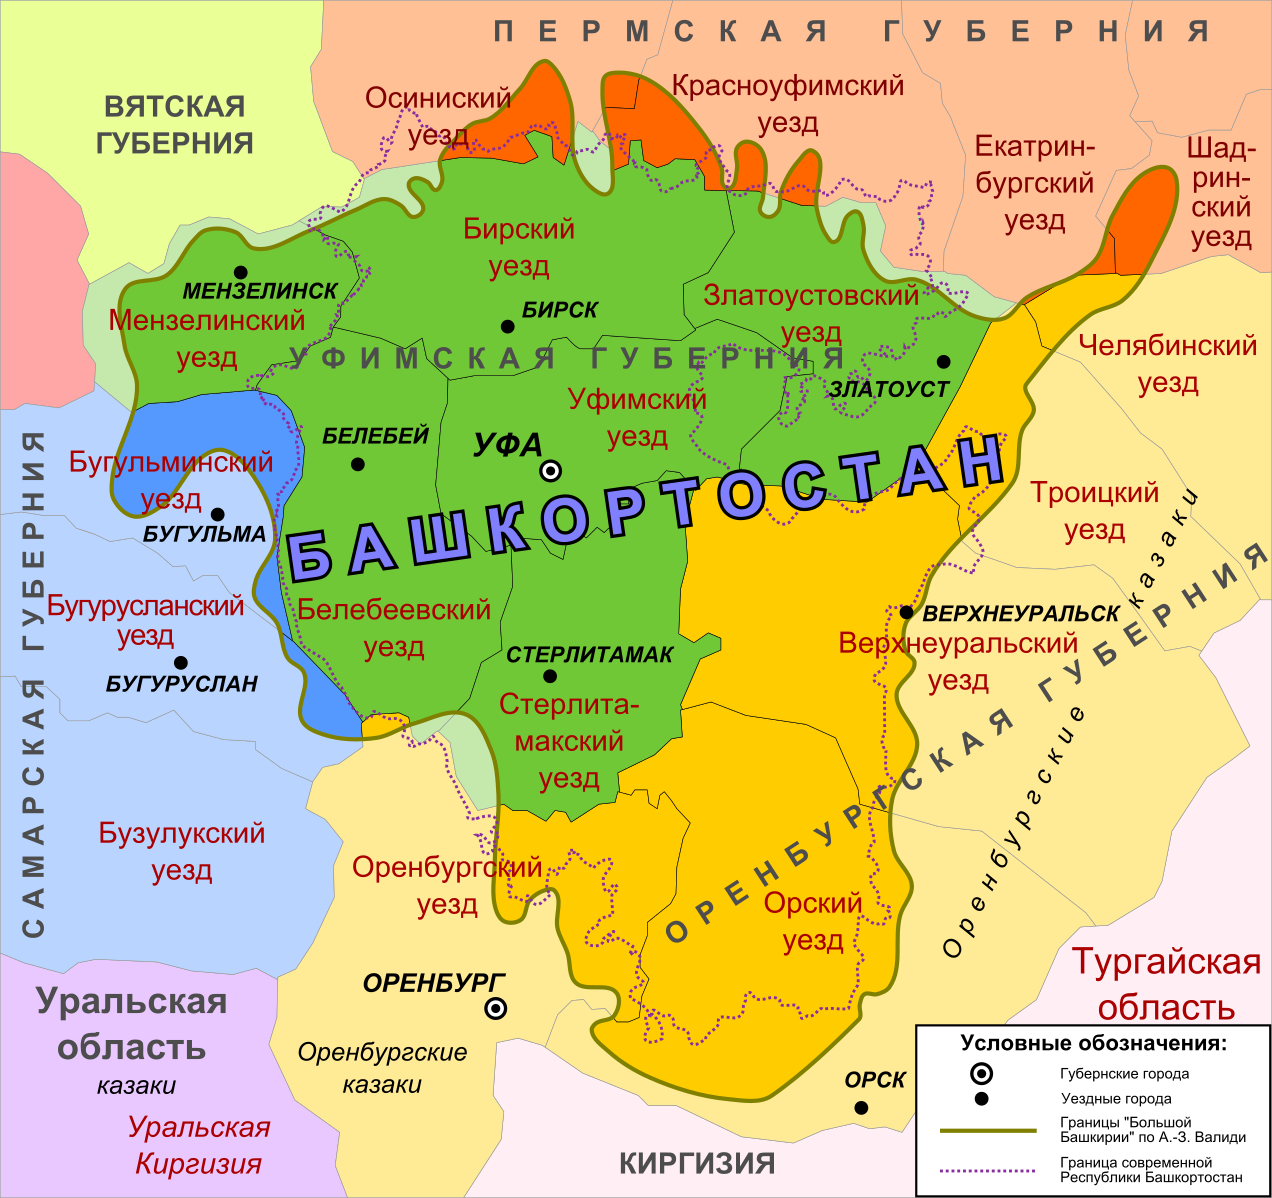 ПЕРМСКАЯ ГУБЕРНИЯ
ВЯТСКАЯ
ГУБЕРНИЯ
Осиниский
уезд
Красноуфимский
уезд
Екатрин-
бургский
уезд
Шад-
рин-
ский
уезд
Бирский
уезд
МЕНЗЕЛИНСК
Мензелинский
уезд
БИРСК
Златоустовский
уезд
ЗЛАТОУСТ
УФИМСКАЯ ГУБЕРНИЯ
Челябинский
уезд
Уфимский
уезд
БЕЛЕБЕЙ
УФА
БАШКОРТОСТАН
Бугульминский
уезд
БУГУЛЬМА
Троицкий
уезд
САМАРСКАЯ ГУБЕРНИЯ
Бугурусланский
уезд
БУГУРУСЛАН
Белебеевский
уезд
СТЕРЛИТАМАК
Стерлита-
макский
уезд
ВЕРХНЕУРАЛЬСК
Верхнеуральский
уезд
ОРЕНБУРГСКАЯ ГУБЕРНИЯ
Оренбургские казаки
Бузулукский
уезд
Оренбургский
уезд
Орский
уезд
ОРЕНБУРГ
Оренбургские
казаки
Уральская
область
казаки
Уральская
Киргизия
Тургайская
область
ОРСК
КИРГИЗИЯ
Условные обозначения:
Губернские города
Уездные города
Границы "Большой
Башкирии" по А.-З. Валиди
Граница современной
Республики Башкортостан